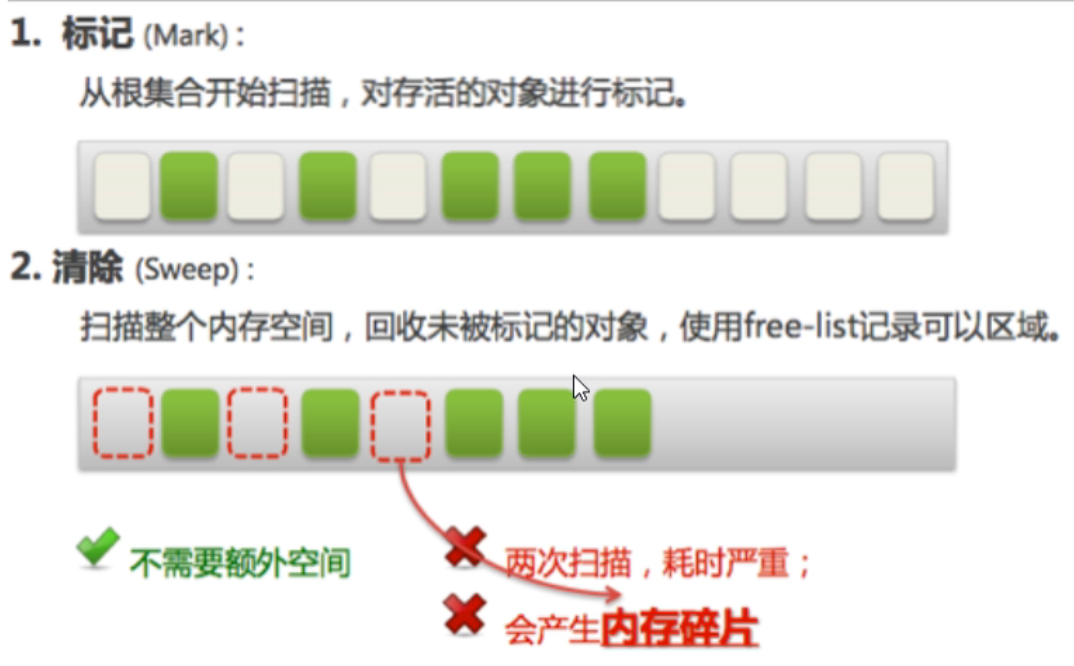 1. 标记 (Mark) :
从根集合开始扫描，对存活的对象进行标记。
2. 清除 (Sweep) :
扫描整个内存空间，回收未被标记的对象，使用free-list记录可以区域。
不需要额外空间
两次扫描，耗时严重；
会产生内存碎片